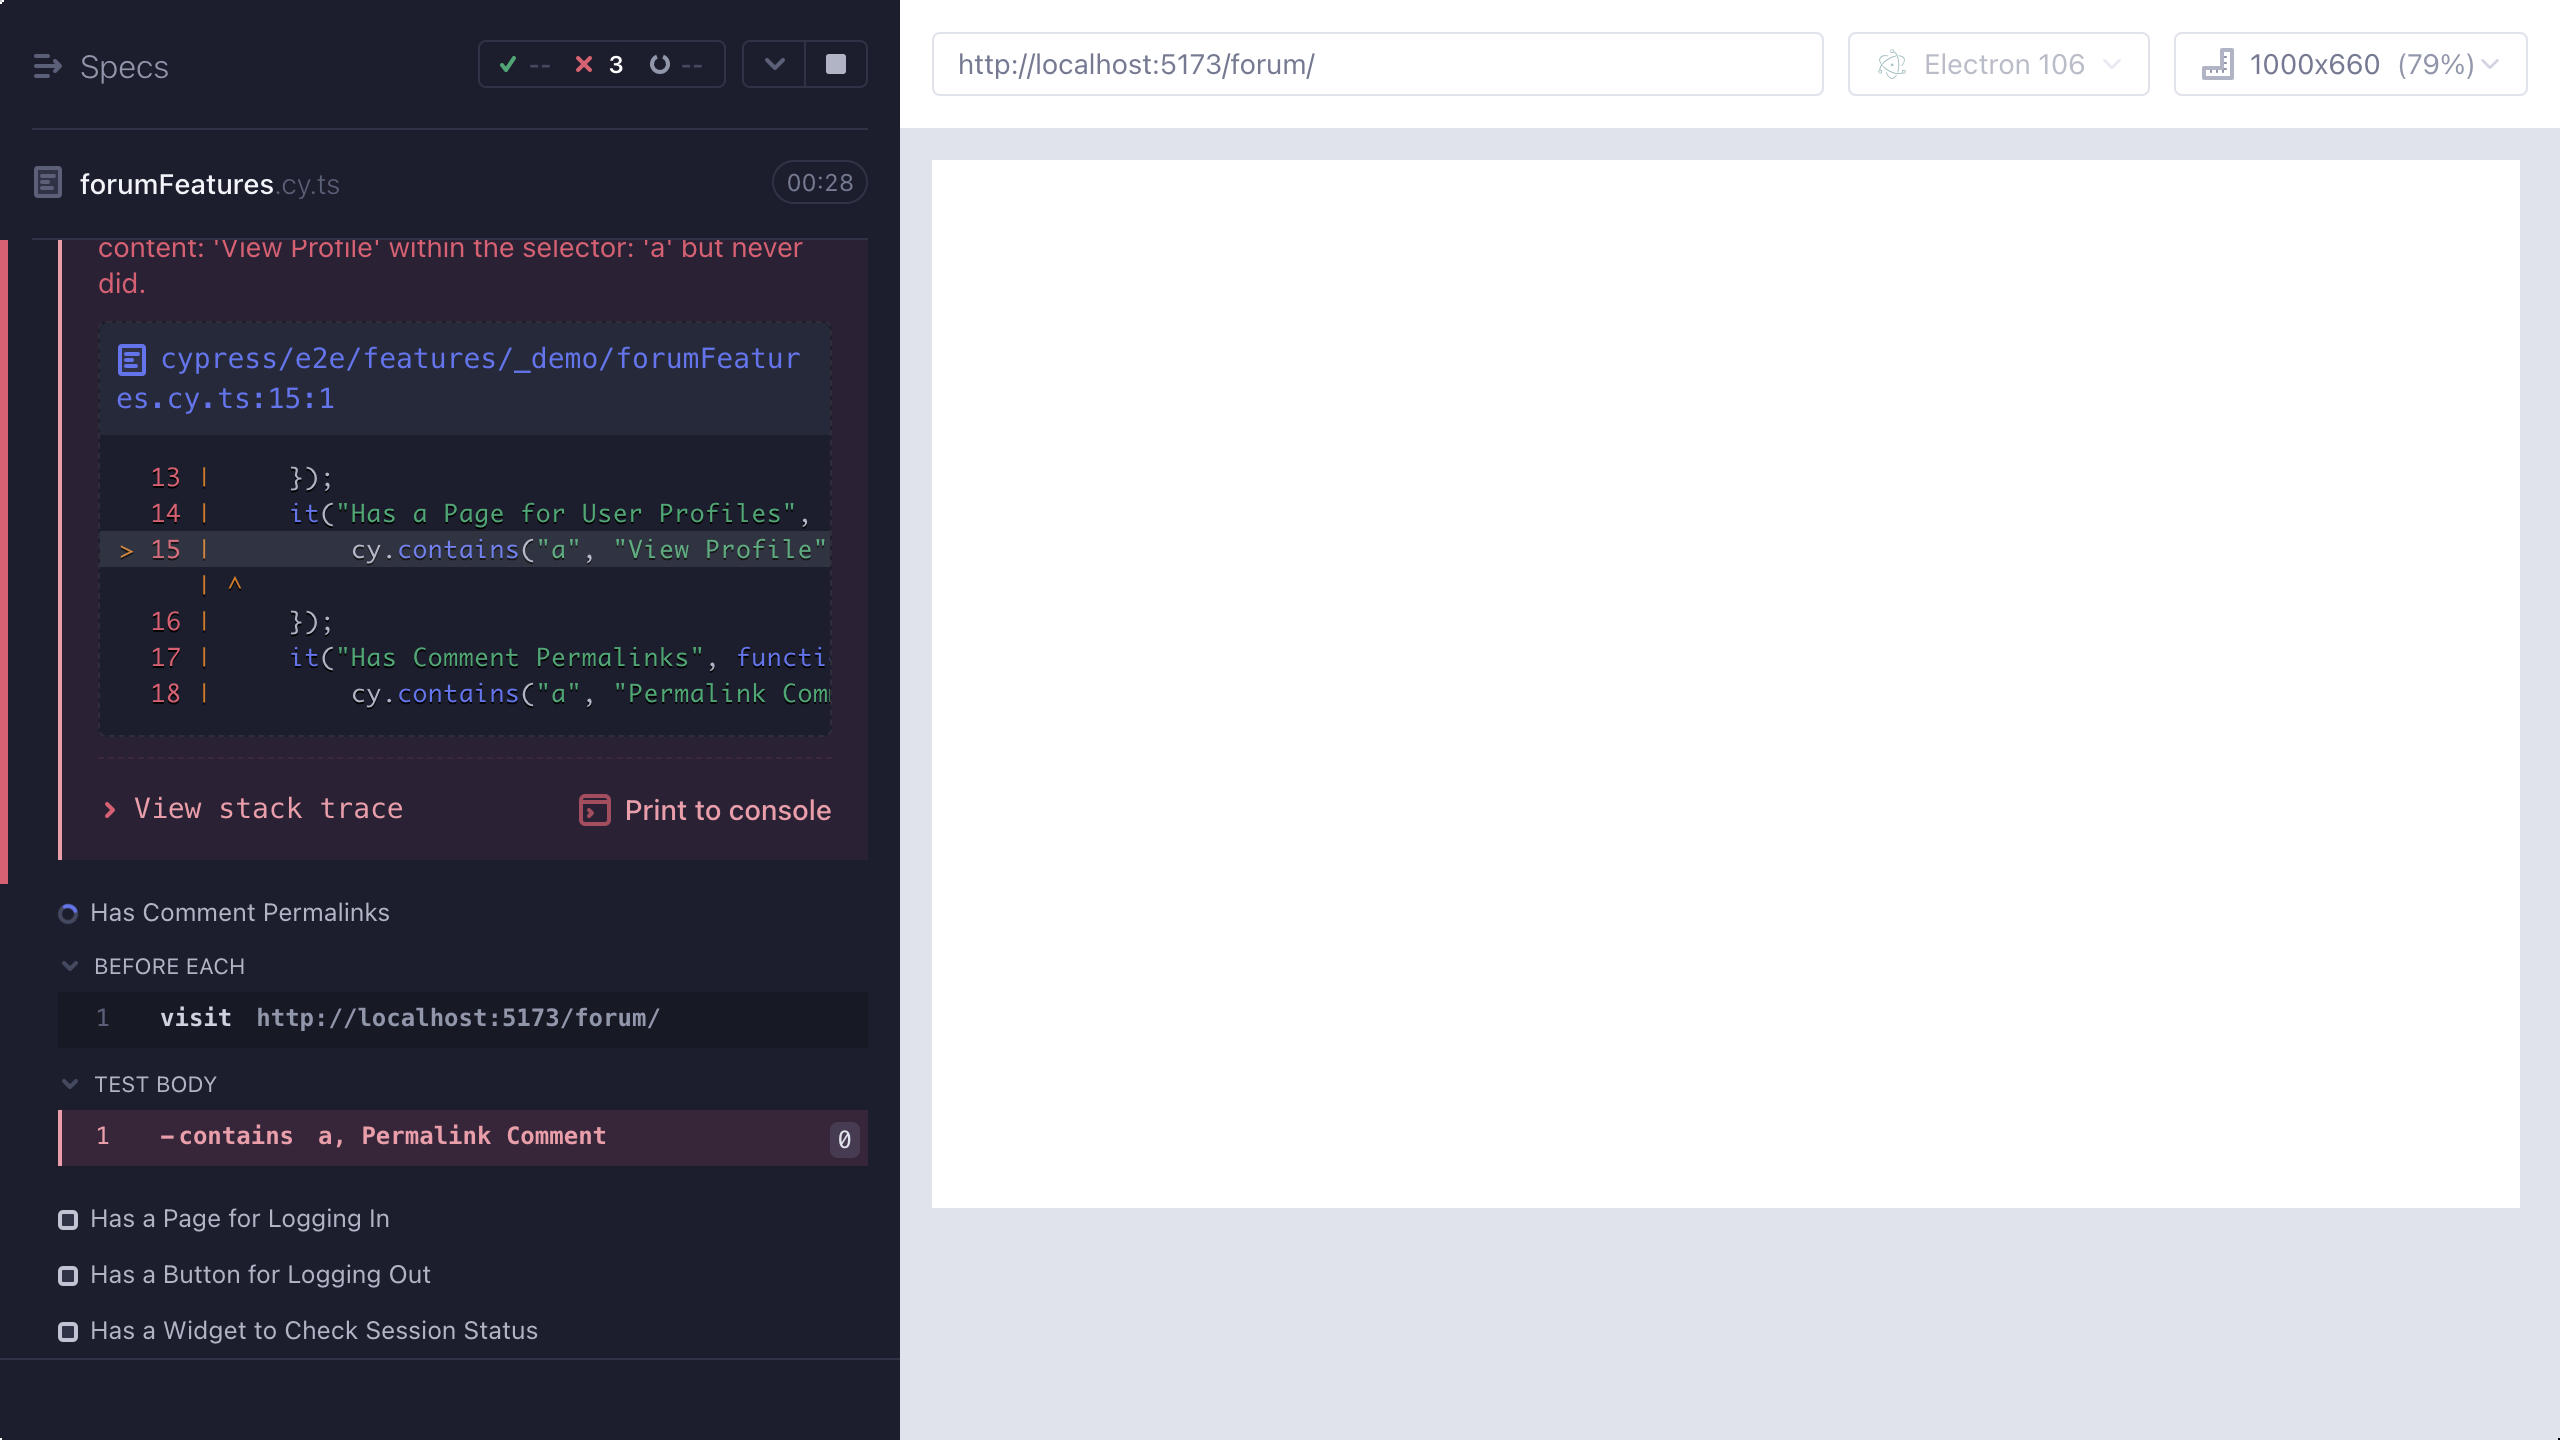 Specs
-- 3 --
forumFeatures.cy.ts 00:28
content: 'View Profile' within the selector: 'a' but never
did.
cypress/e2e/features/_demo/forumFeatur
es.cy.ts:15:1
13 | });
14 | it("Has a Page for User Profiles",
> 15 | cy.contains("a", "View Profile"
| ^
16 | });
17 | it("Has Comment Permalinks", functi
18 | cy.contains("a", "Permalink Com
View stack trace Print to console
Has Comment Permalinks
BEFORE EACH
1 visit http://localhost:5173/forum/
TEST BODY
1 -contains a, Permalink Comment 0
Has a Page for Logging In
Has a Button for Logging Out
Has a Widget to Check Session Status
http://localhost:5173/forum/
Electron 106
1000x660 (79%)